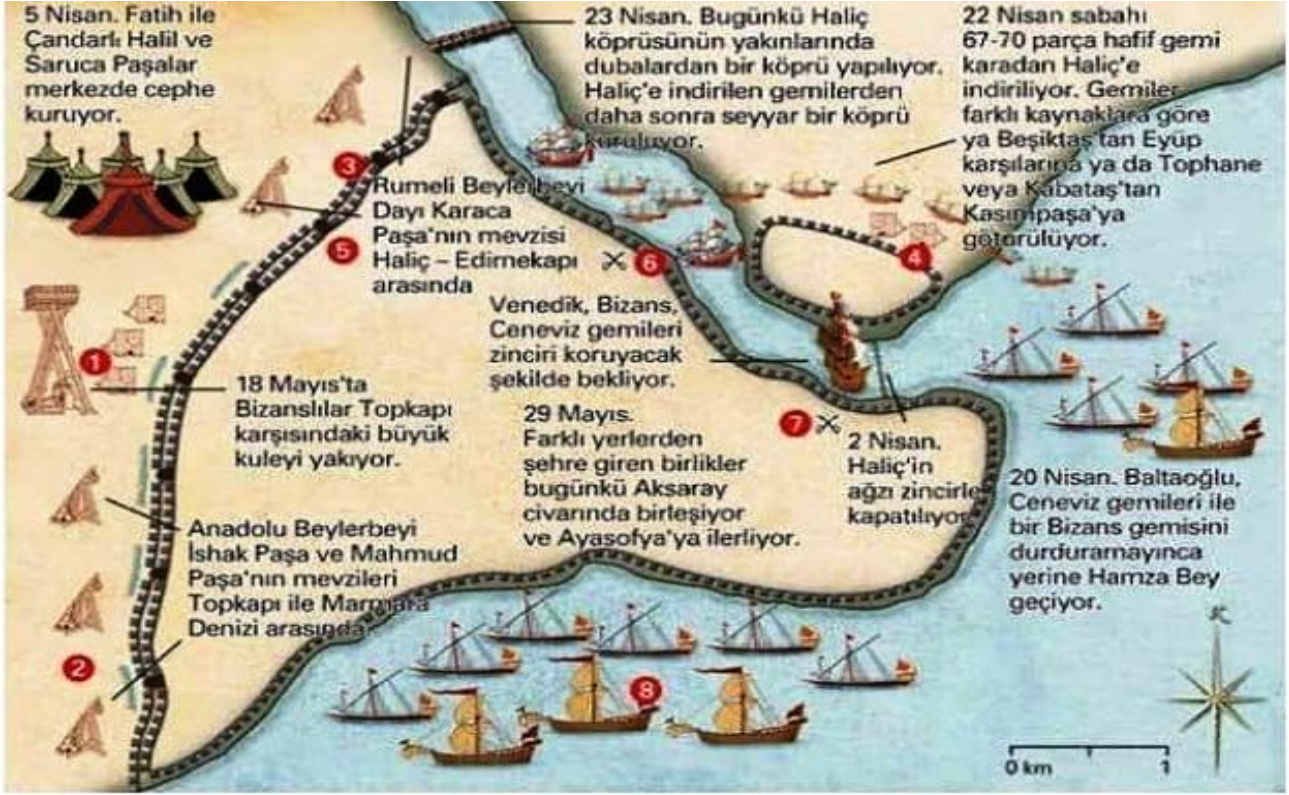 5 Nisan. Fatih ile
Çandarlı Halil ve
Saruca Paşalar
merkezde cephe
kuruyor.
23 Nisan. Bugünkü Haliç
köprüsünün yakınlarında
dubalardan bir köprü yapılıyor.
Haliç'e indirilen gemilerden
daha sonra seyyar bir köprü
kuruluyor.
22 Nisan sabahı
67-70 parça hafif gemi
karadan Haliç'e
indiriliyor. Gemiler
farklı kaynaklara göre
ya Beşiktaş'tan Eyüp
karşılarına ya da Tophane
veya Kabataş'tan
Kasımpaşa'ya
götürülüyor.
3
Rumeli Beylerbeyi
Dayı Karaca
Paşa'nın mevzisi
Haliç – Edirnekapı
arasında
5
6
4
Venedik, Bizans,
Ceneviz gemileri
zinciri koruyacak
şekilde bekliyor.
1
18 Mayıs'ta
Bizanslılar Topkapı
karşısındaki büyük
kuleyi yakıyor.
29 Mayıs.
Farklı yerlerden
şehre giren birlikler
bugünkü Aksaray
civarında birleşiyor
ve Ayasofya'ya ilerliyor.
7
2 Nisan.
Haliç'in
ağzı zincirle
kapatılıyor
20 Nisan. Baltaoğlu,
Ceneviz gemileri ile
bir Bizans gemisini
durduramayınca
yerine Hamza Bey
geçiyor.
Anadolu Beylerbeyi
İshak Paşa ve Mahmud
Paşa'nın mevzileri
Topkapı ile Marmara
Denizi arasında.
2
8
K
0 km 1